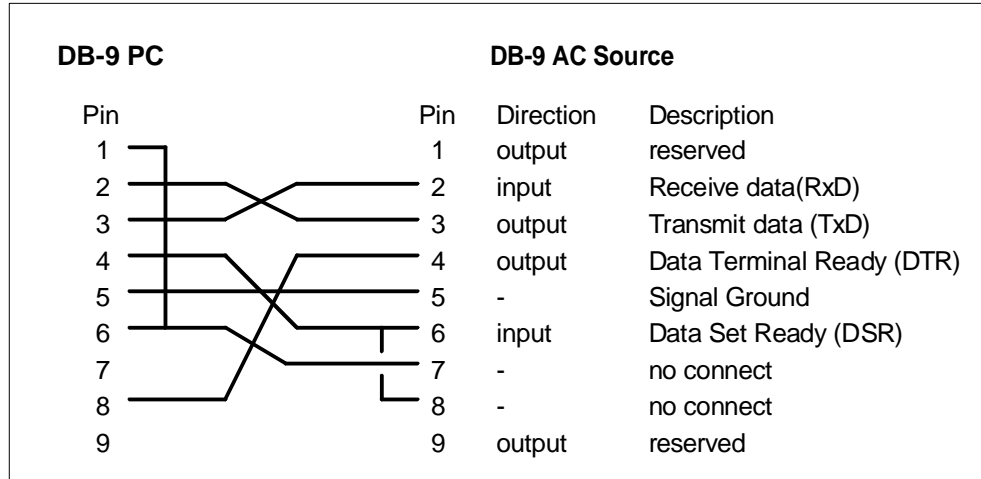 DB-9 PC DB-9 AC Source
Pin Pin Direction Description
1 1 output reserved
2 2 input Receive data(RxD)
3 3 output Transmit data (TxD)
4 4 output Data Terminal Ready (DTR)
5 5 - Signal Ground
6 6 input Data Set Ready (DSR)
7 7 - no connect
8 8 - no connect
9 9 output reserved